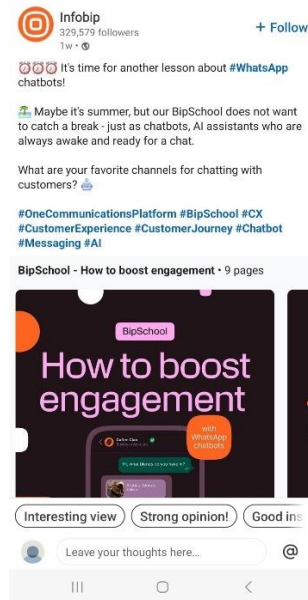 Infobip
329,579 followers
+ Follow
1w •
It's time for another lesson about #WhatsApp
chatbots!
Maybe it's summer, but our BipSchool does not want
to catch a break - just as chatbots, AI assistants who are
always awake and ready for a chat.
What are your favorite channels for chatting with
customers?
#OneCommunicationsPlatform #BipSchool #CX
#CustomerExperience #CustomerJourney #Chatbot
#Messaging #AI
BipSchool - How to boost engagement • 9 pages
BipSchool
How to boost
engagement
with
WhatsApp
chatbots
Interesting view
Strong opinion!
Good ins
Leave your thoughts here...
@